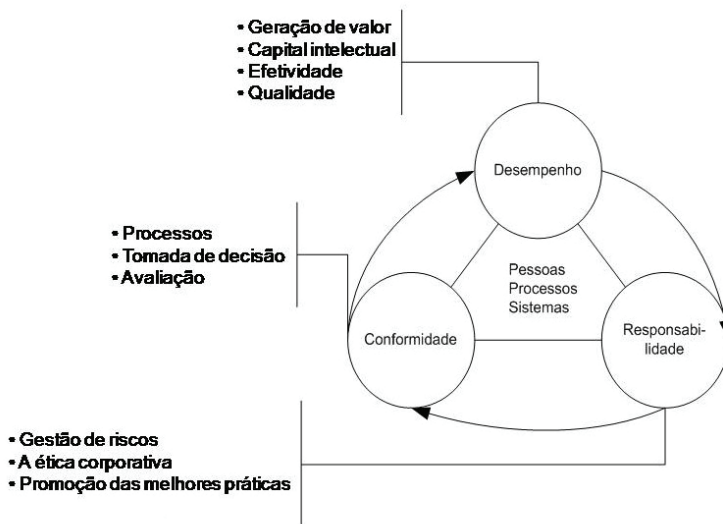 • Geração de valor
• Capital intelectual
• Efetividade
• Qualidade
Desempenho
• Processos
• Tomada de decisão
• Avaliação
Pessoas
Processos
Sistemas
Conformidade
Responsabi-
lidade
• Gestão de riscos
• A ética corporativa
• Promoção das melhores práticas